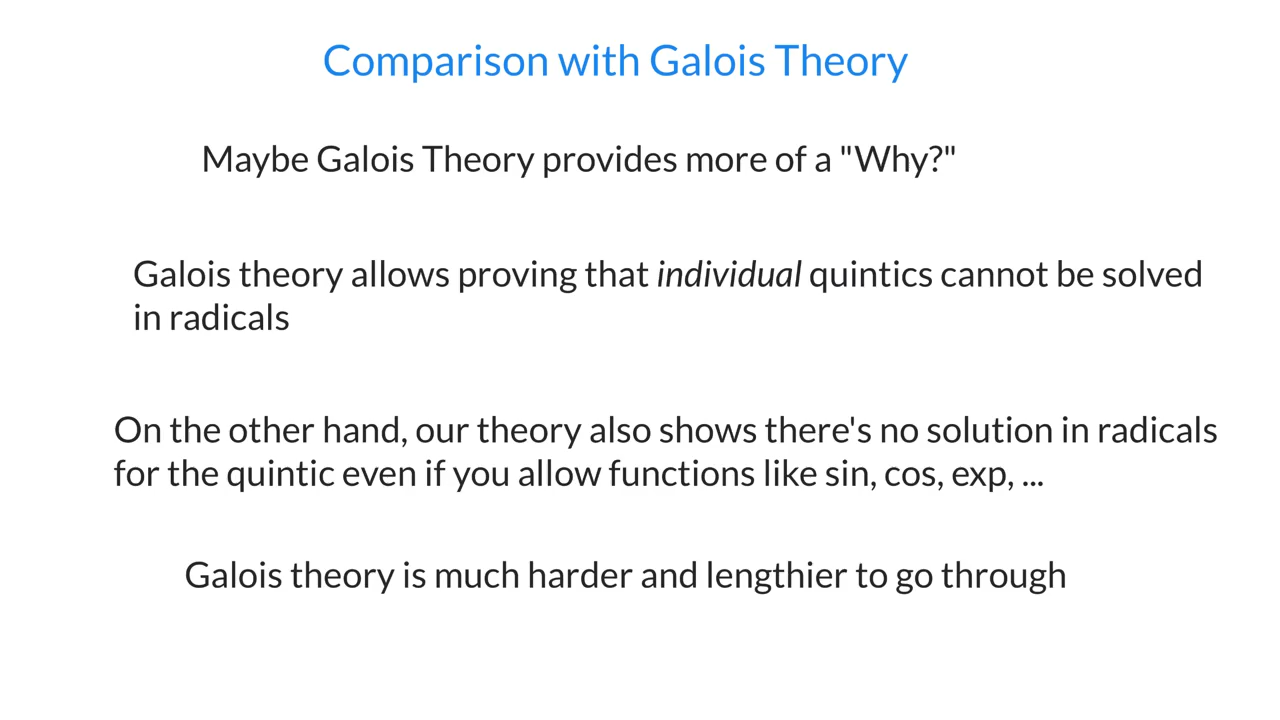 Comparison with Galois Theory
Maybe Galois Theory provides more of a "Why?"
Galois theory allows proving that individual quintics cannot be solved
in radicals
On the other hand, our theory also shows there's no solution in radicals
for the quintic even if you allow functions like sin, cos, exp, ...
Galois theory is much harder and lengthier to go through